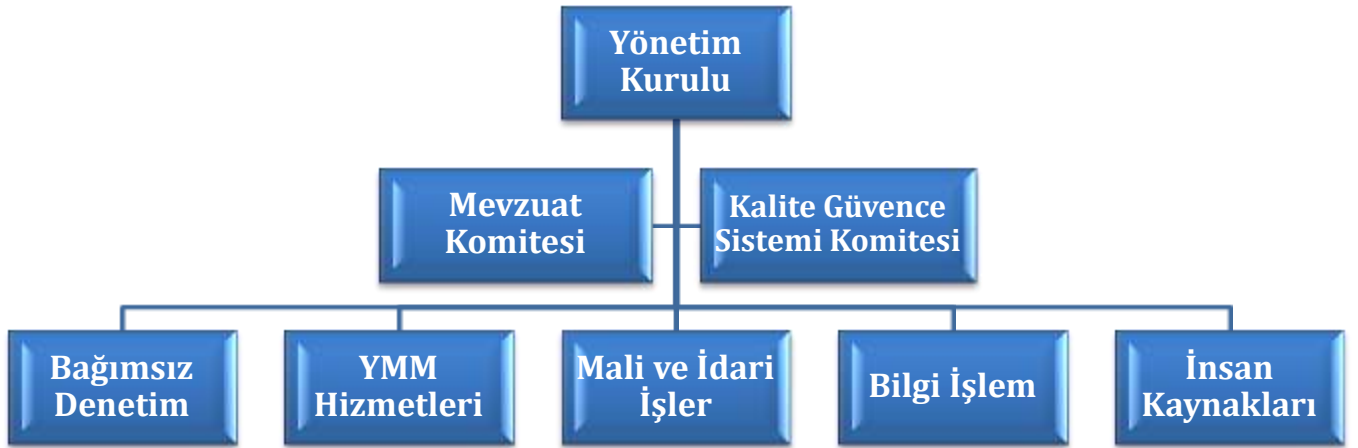 Yönetim
Kurulu
Mevzuat
Komitesi
Kalite Güvence
Sistemi Komitesi
Bağımsız
Denetim
YMM
Hizmetleri
Mali ve İdari
İşler
Bilgi İşlem
İnsan
Kaynakları